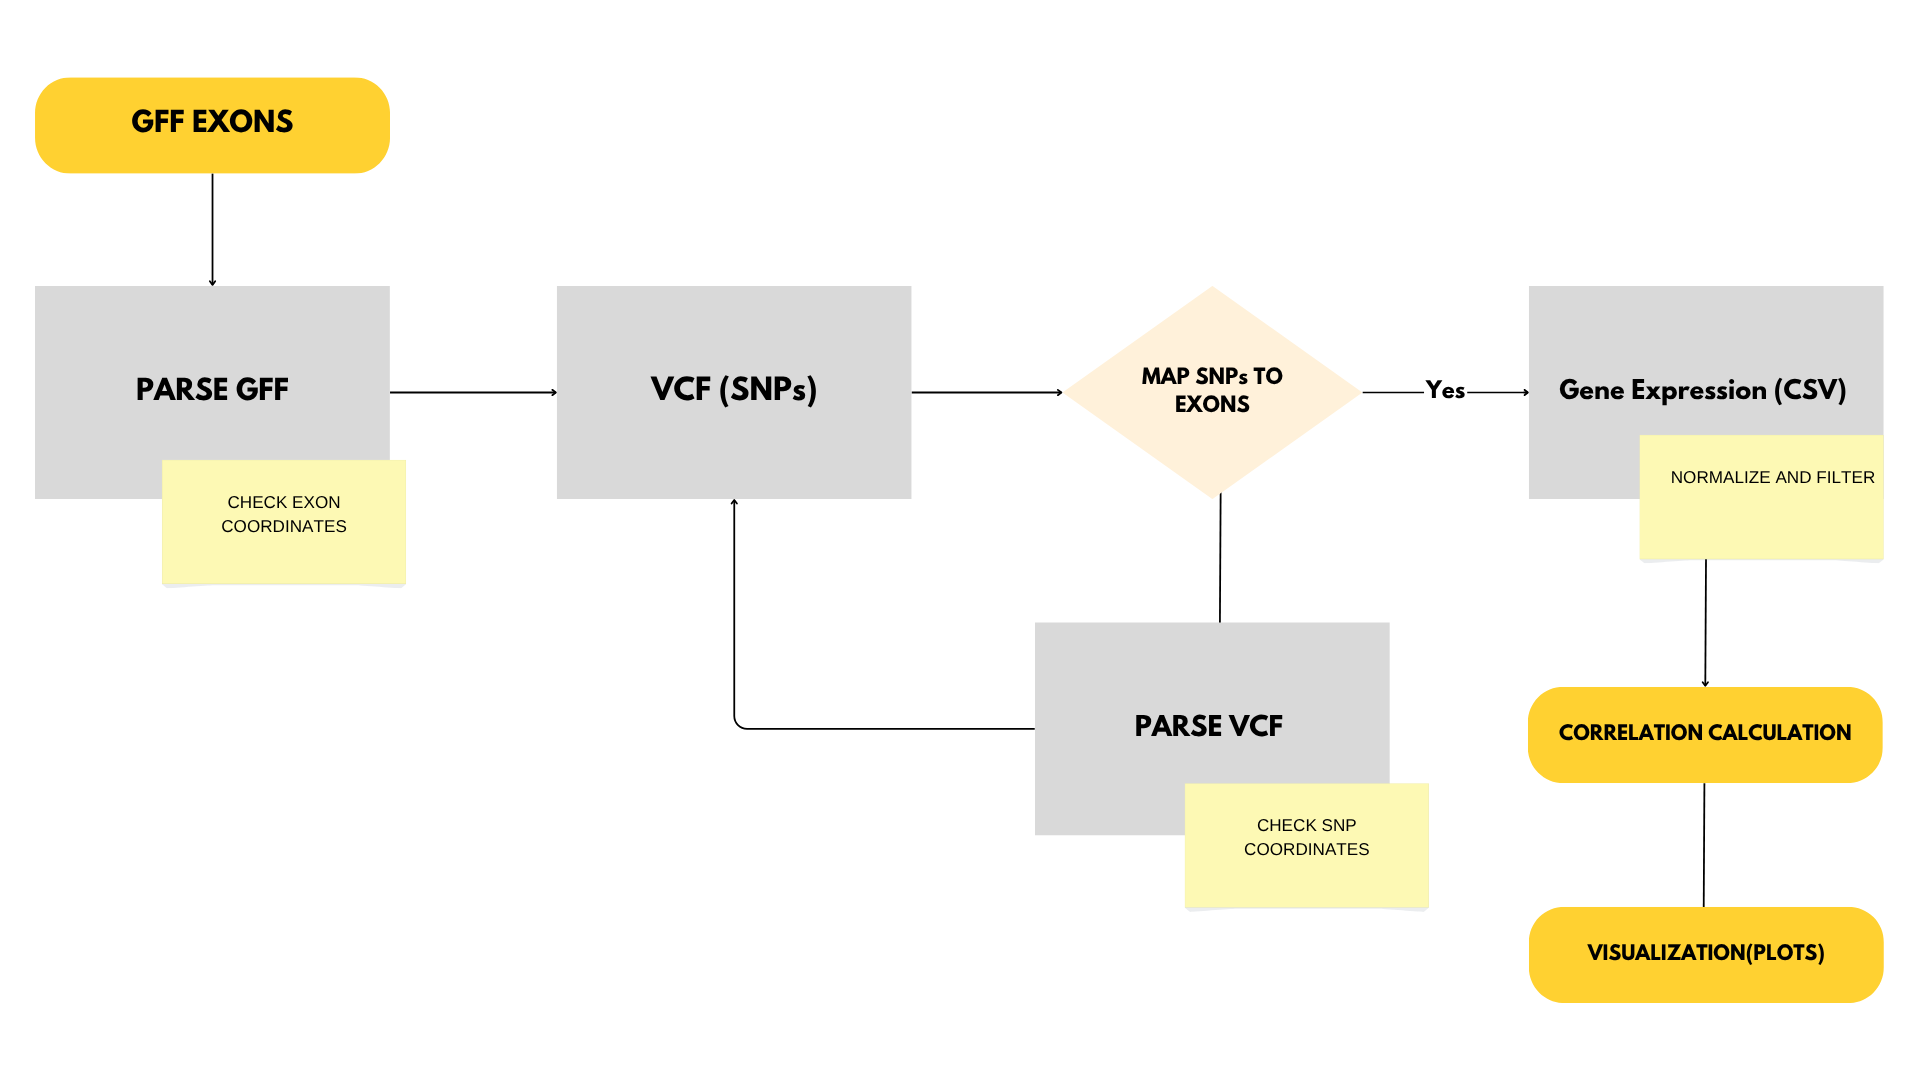 GFF EXONS
PARSE GFF
CHECK EXON
COORDINATES
VCF (SNPs)
MAP SNPs TO
EXONS
Yes
Gene Expression (CSV)
NORMALIZE AND FILTER
PARSE VCF
CHECK SNP
COORDINATES
CORRELATION CALCULATION
VISUALIZATION(PLOTS)